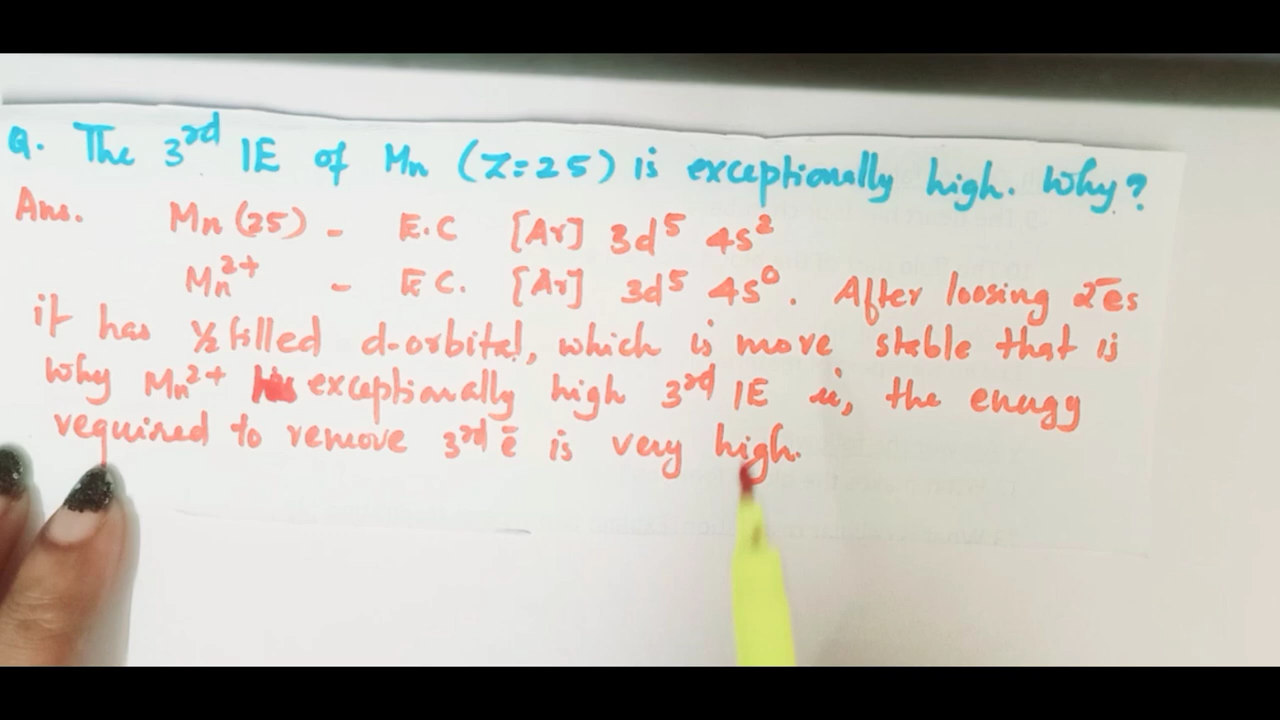 Q. The 3rd IE of Mn (Z=25) is exceptionally high. Why?
Ans. Mn (25) - E.C [Ar] 3d⁵ 4s²
Mn²⁺ - E.C. [Ar] 3d⁵ 4s⁰. After loosing 2es
it has ½ filled d-orbital, which is more stable that is
why Mn²⁺ exceptionally high 3rd IE ie, the energy
required to remove 3rd ē is very high.